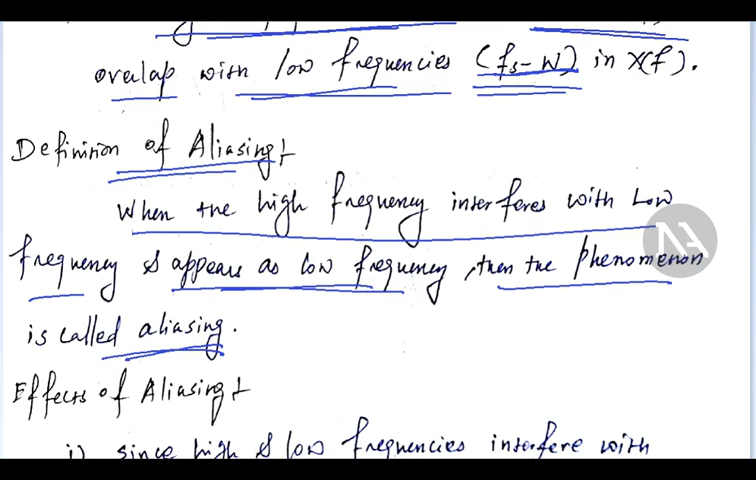 overlap with low frequencies (fs-W) in X(f).
Definition of Aliasing :-
When the high frequency interferes with Low
frequency & appears as low frequency, then the phenomenon
is called aliasing.
Effects of Aliasing :-
i) since high & low frequencies interfere with